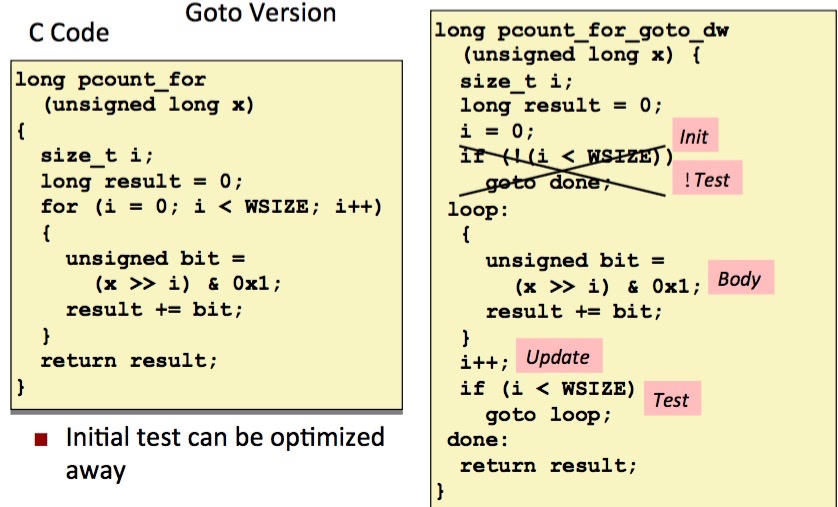 Goto Version
C Code
long pcount_for
(unsigned long x)
{
size_t i;
long result = 0;
for (i = 0; i < WSIZE; i++)
{
unsigned bit =
(x >> i) & 0x1;
result += bit;
}
return result;
}
■ Initial test can be optimized
away
long pcount_for_goto_dw
(unsigned long x) {
size_t i;
long result = 0;
i = 0;
Init
if (!(i < WSIZE))
goto done;
! Test
loop:
{
unsigned bit =
(x >> i) & 0x1;
Body
result += bit;
}
i++;
Update
if (i < WSIZE)
Test
goto loop;
done:
return result;
}